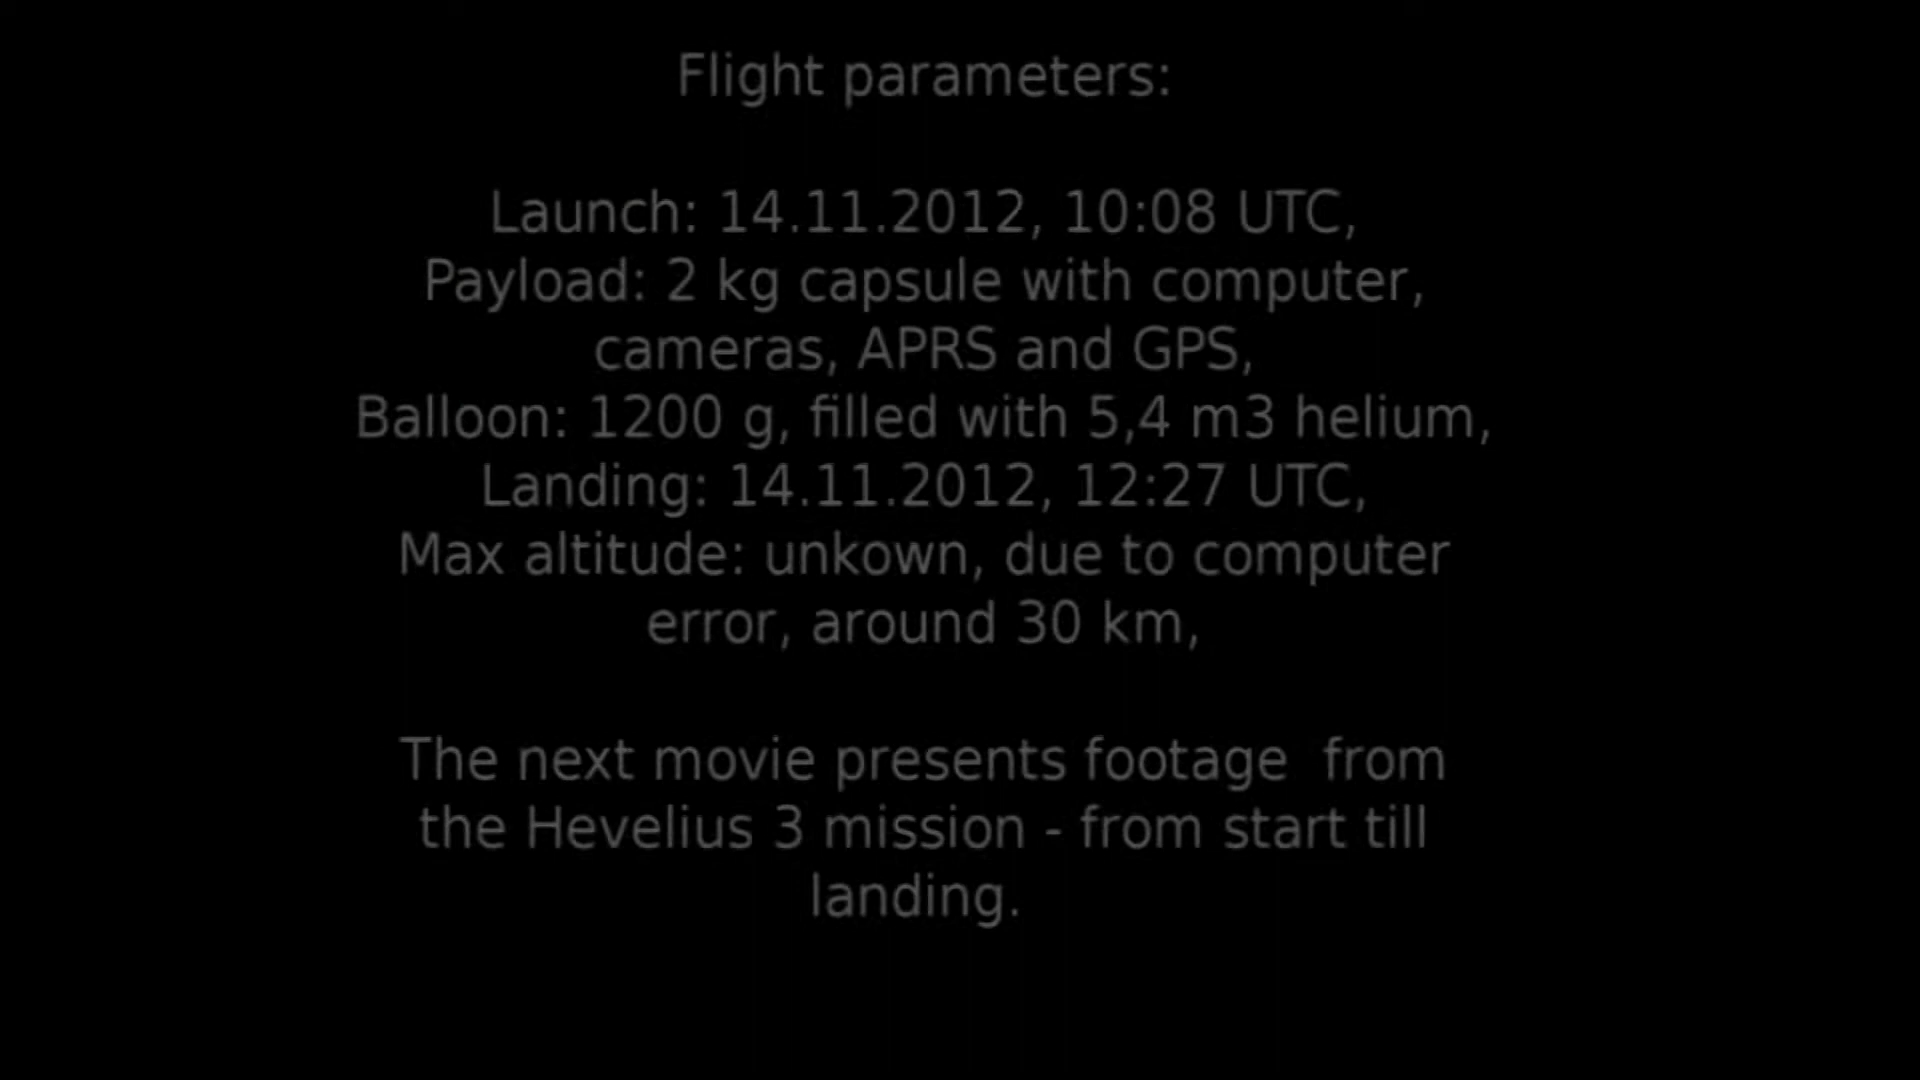 Flight parameters:
Launch: 14.11.2012, 10:08 UTC,
Payload: 2 kg capsule with computer,
cameras, APRS and GPS,
Balloon: 1200 g, filled with 5,4 m3 helium,
Landing: 14.11.2012, 12:27 UTC,
Max altitude: unkown, due to computer
error, around 30 km,
The next movie presents footage  from
the Hevelius 3 mission - from start till
landing.